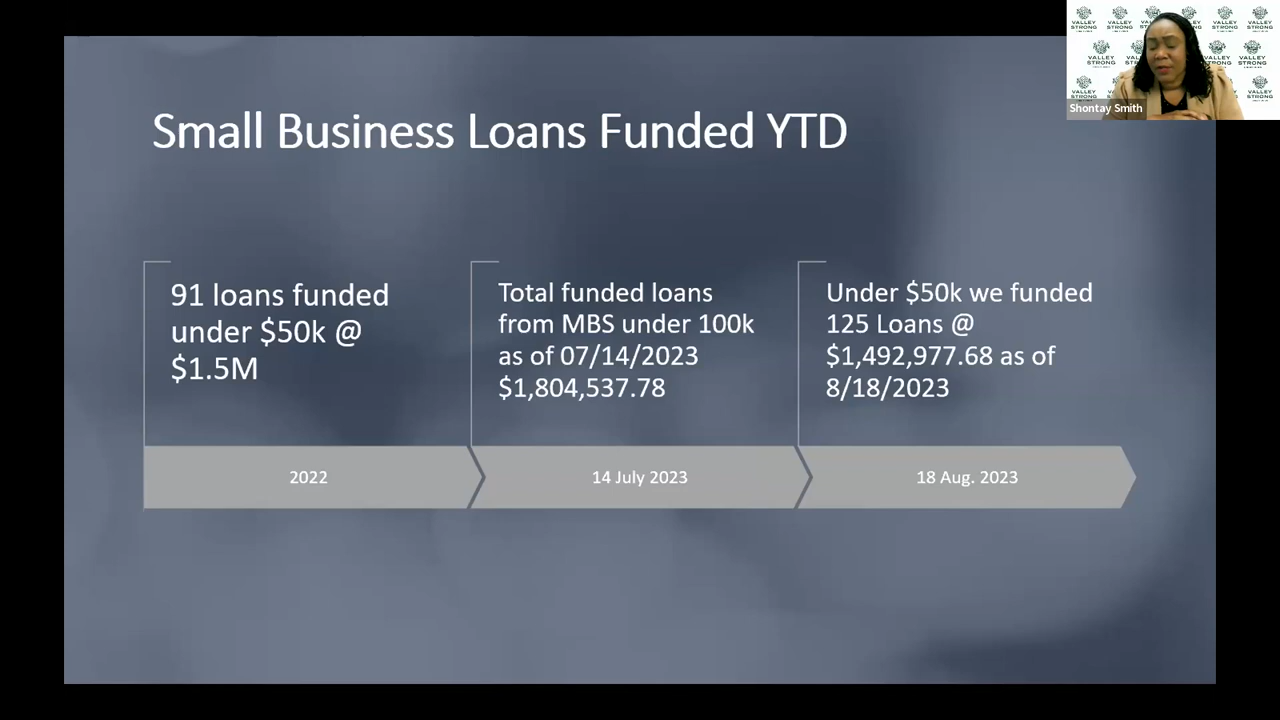 Small Business Loans Funded YTD
91 loans funded
under $50k @
$1.5M
Total funded loans
from MBS under 100k
as of 07/14/2023
$1,804,537.78
Under $50k we funded
125 Loans @
$1,492,977.68 as of
8/18/2023
2022
14 July 2023
18 Aug. 2023
VALLEY
STRONG
Shontay Smith